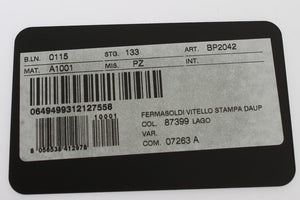 B.LN. 0115 STG. 133 ART. BP2042
MAT. A1001 MIS. PZ INT.
0649499312127558
10001
FERMASOLDI VITELLO STAMPA DAUP
COL. 87399 LAGO
VAR.
COM. 07263 A